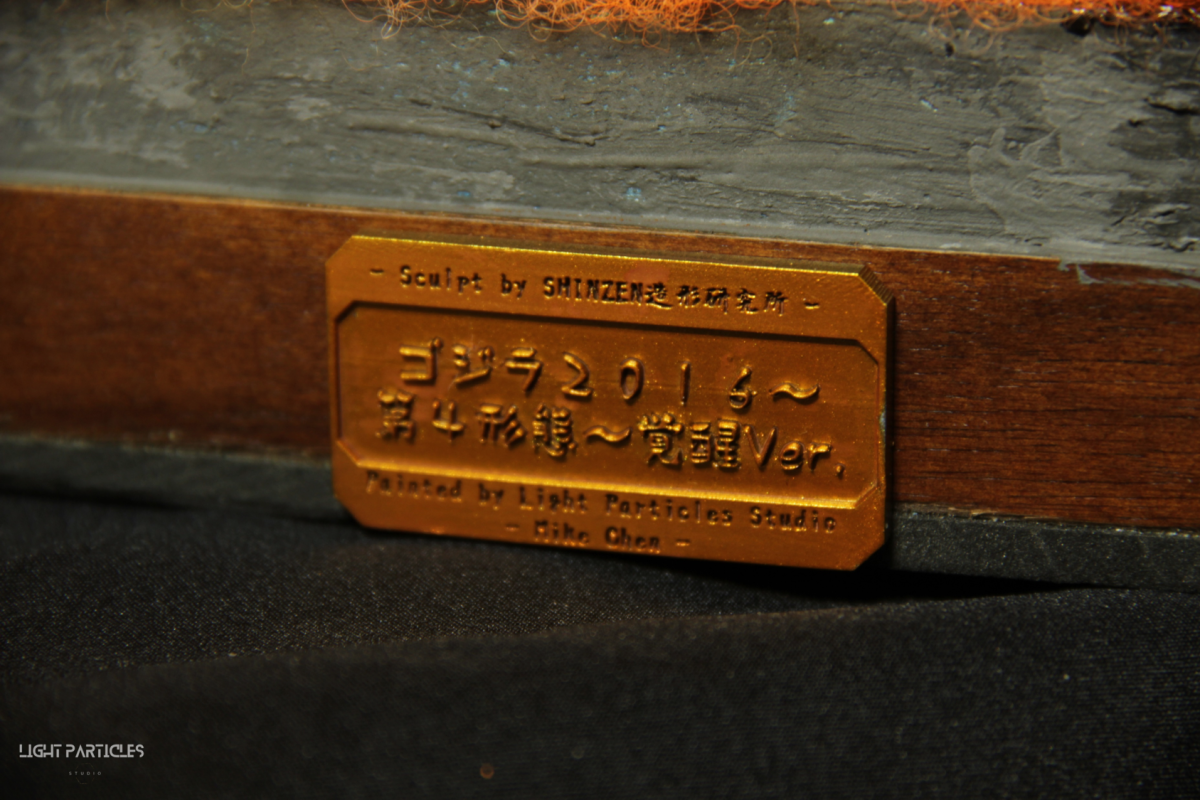 - Sculpt by SHINZEN造形研究所 -
ゴジラ2016～
第4形態～覚醒Ver.
Painted by Light Particles Studio
- Mike Chen -
LIGHT PARTICLES
STUDIO